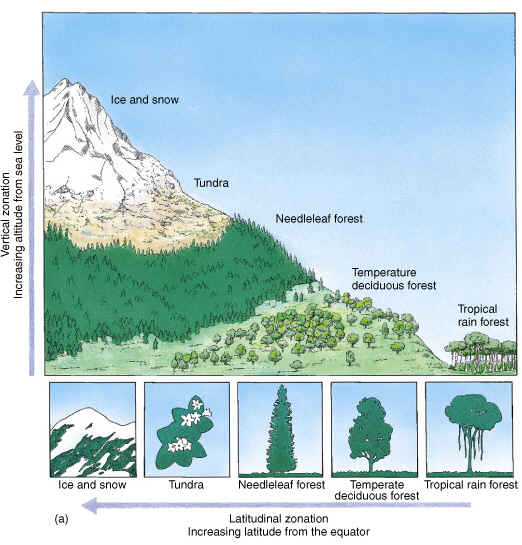 Ice and snow
Tundra
Needleleaf forest
Temperature
deciduous forest
Tropical
rain forest
Vertical zonation
Increasing altitude from sea level
Ice and snow
Tundra
Needleleaf forest
Temperate
deciduous forest
Tropical rain forest
(a)
Latitudinal zonation
Increasing latitude from the equator